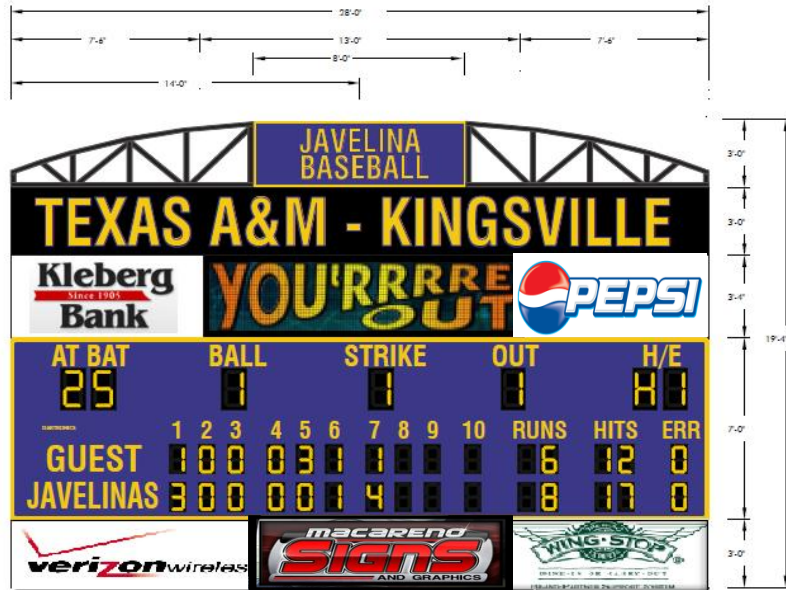 28'-0"
7'-6" 13'-0" 7'-6"
8'-0"
14'-0"
JAVELINA
BASEBALL
3'-0"
TEXAS A&M - KINGSVILLE
3'-0"
Kleberg
Since 1905
Bank
YOU'RRRRRE
OUT
PEPSI
3'-4"
19'-4"
AT BAT BALL STRIKE OUT H/E
25 1 1 1 H1
1 2 3 4 5 6 7 8 9 10 RUNS HITS ERR
GUEST 1 0 0 0 3 1 1 6 12 0
JAVELINAS 3 0 0 0 0 1 4 8 17 0
7'-0"
verizonwireless
MACARENO
SIGNS
AND GRAPHICS
WING-STOP
3'-0"